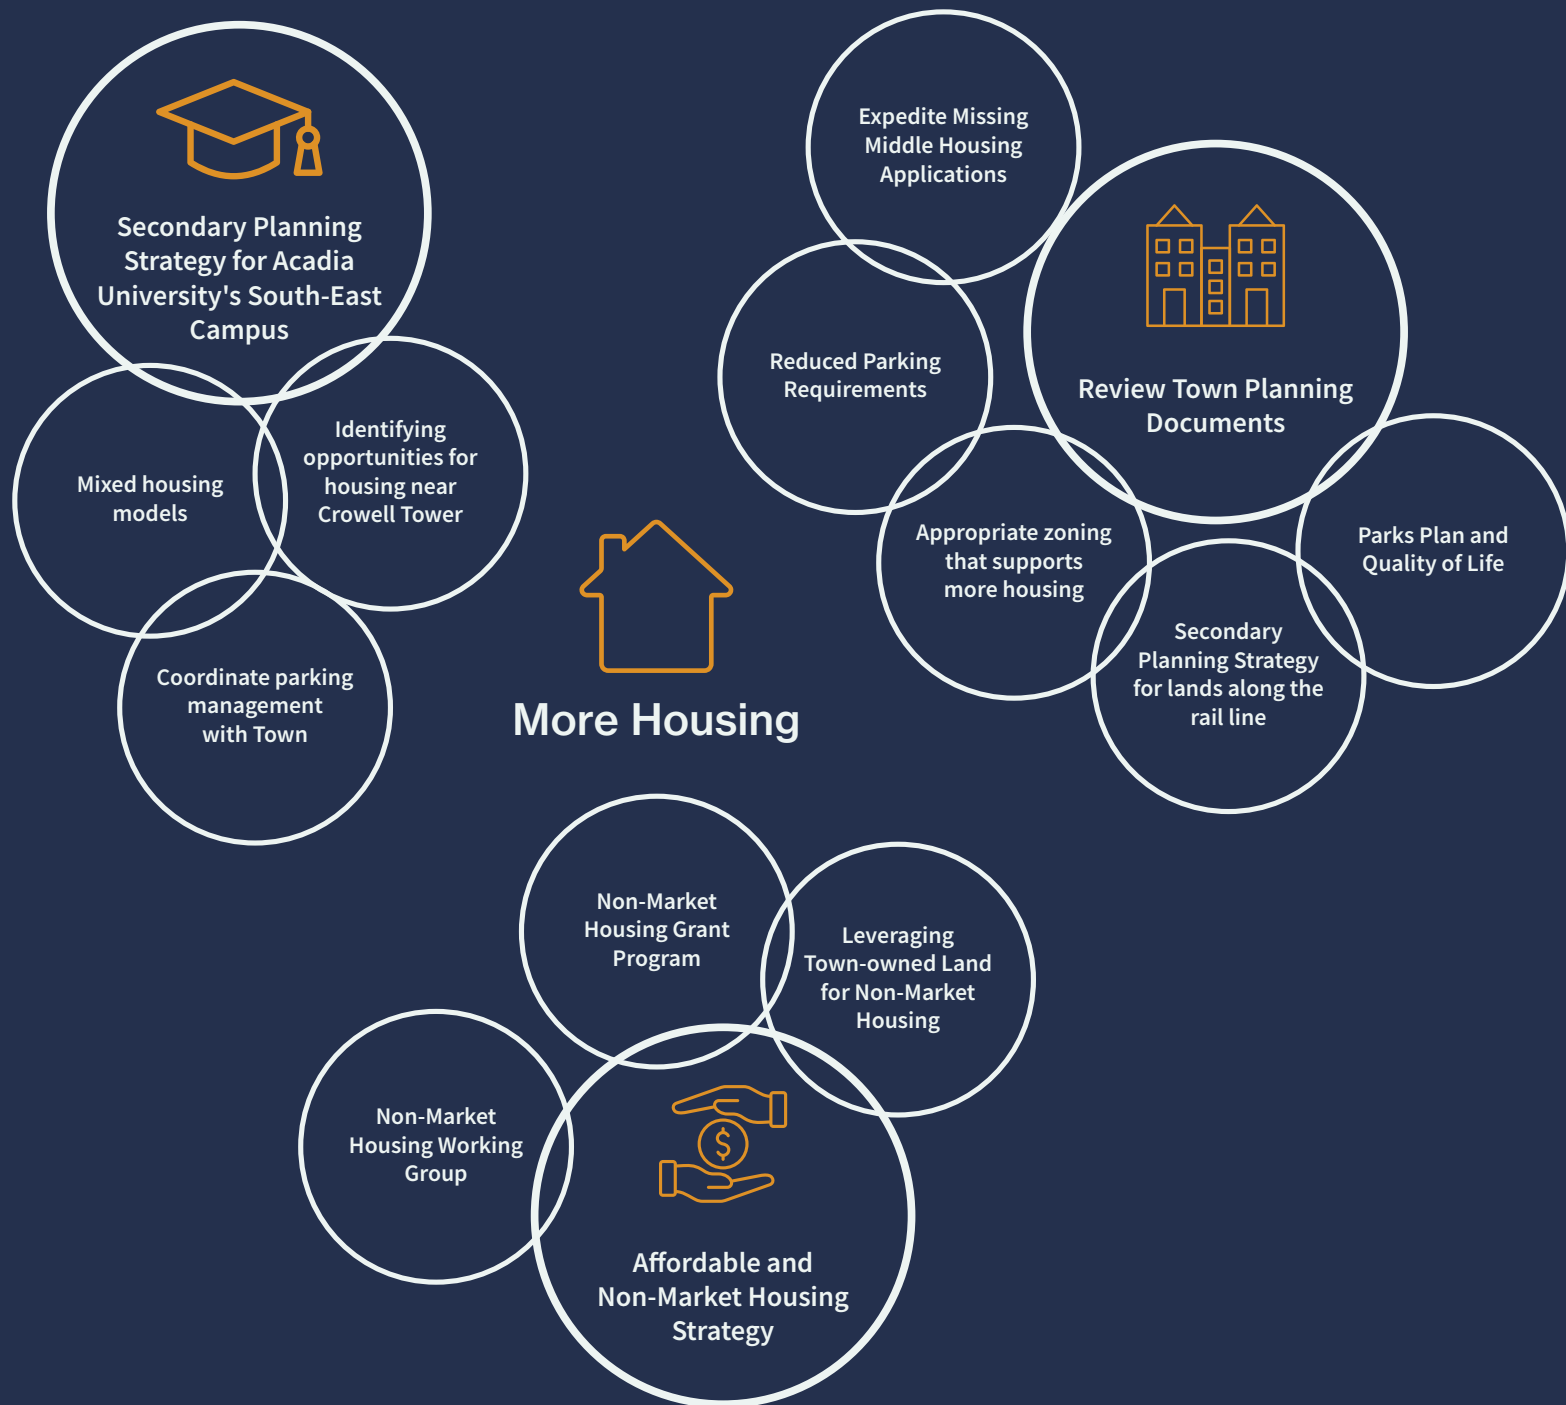 Secondary Planning
Strategy for Acadia
University's South-East
Campus
Mixed housing
models
Identifying
opportunities for
housing near
Crowell Tower
Coordinate parking
management
with Town
Expedite Missing
Middle Housing
Applications
Reduced Parking
Requirements
Review Town Planning
Documents
Appropriate zoning
that supports
more housing
Secondary
Planning Strategy
for lands along the
rail line
Parks Plan and
Quality of Life
More Housing
Non-Market
Housing Grant
Program
Leveraging
Town-owned Land
for Non-Market
Housing
Non-Market
Housing Working
Group
$
Affordable and
Non-Market Housing
Strategy